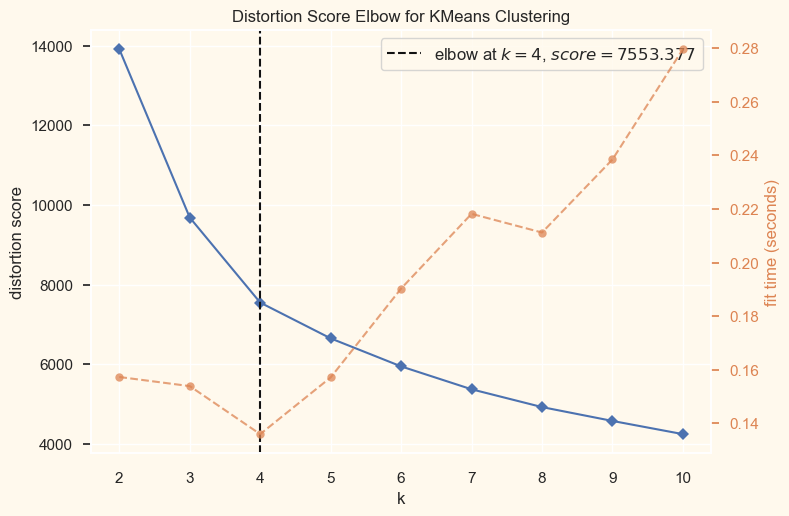 Distortion Score Elbow for KMeans Clustering
elbow at k = 4, score = 7553.377
14000
12000
10000
8000
6000
4000
distortion score
0.28
0.26
0.24
0.22
0.20
0.18
0.16
0.14
fit time (seconds)
2 3 4 5 6 7 8 9 10
k